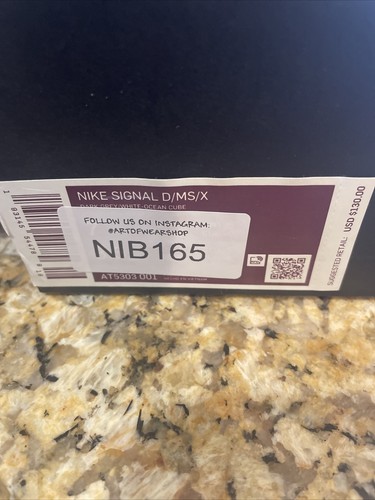 NIKE SIGNAL D/MS/X
DARK GREY/WHITE-OCEAN CUBE
FOLLOW US ON INSTAGRAM:
@ARTOFWEARSHOP
NIB165
AT5303 001
SUGGESTED RETAIL USD $130.00